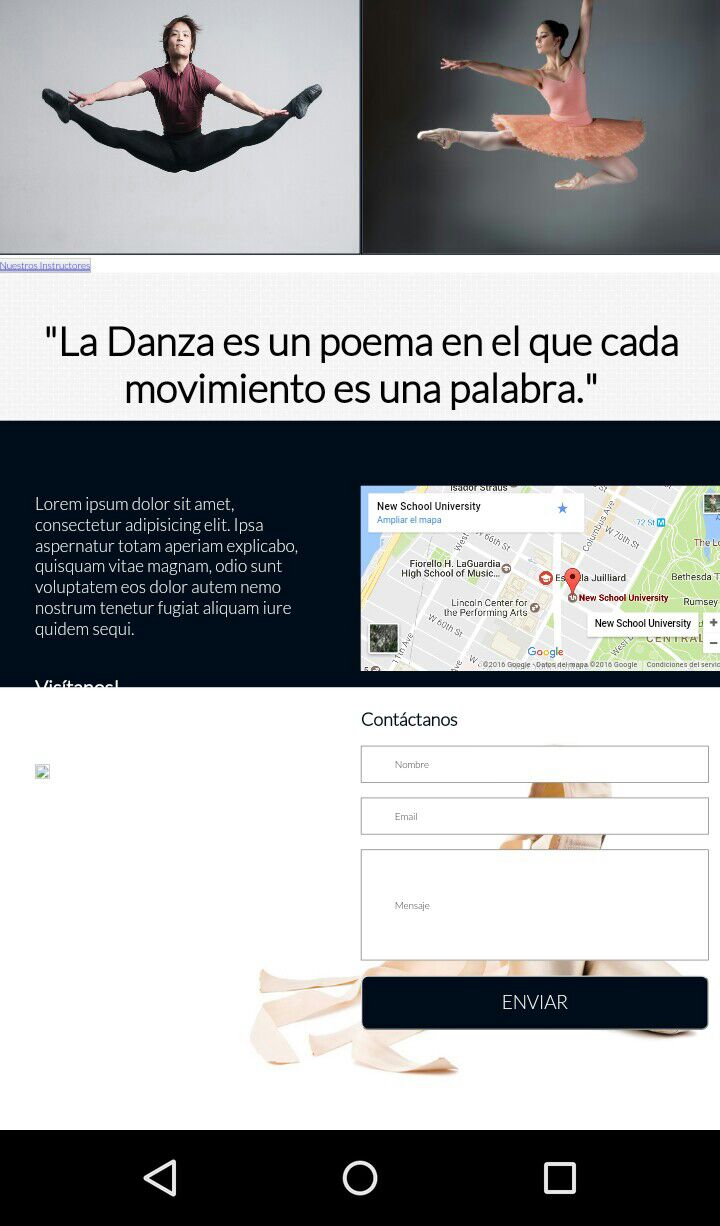 Nuestros Instructores
"La Danza es un poema en el que cada
movimiento es una palabra."
Lorem ipsum dolor sit amet,
consectetur adipisicing elit. Ipsa
aspernatur totam aperiam explicabo,
quisquam vitae magnam, odio sunt
voluptatem eos dolor autem nemo
nostrum tenetur fugiat aliquam iure
quidem sequi.
Visítanos!
Isador Straus
New School University
Ampliar el mapa
72 St
Columbus Ave
W 70th St
West
W 66th St
Fiorello H. LaGuardia
High School of Music...
Juilliard
Bethesda T
New School University
Rumsey
Lincoln Center for
the Performing Arts
W 60th St
New School University
West
CENTRAL
11th Ave
Google
©2016 Google - Datos del mapa ©2016 Google
Condiciones del servic
Contáctanos
Nombre
Email
Mensaje
ENVIAR